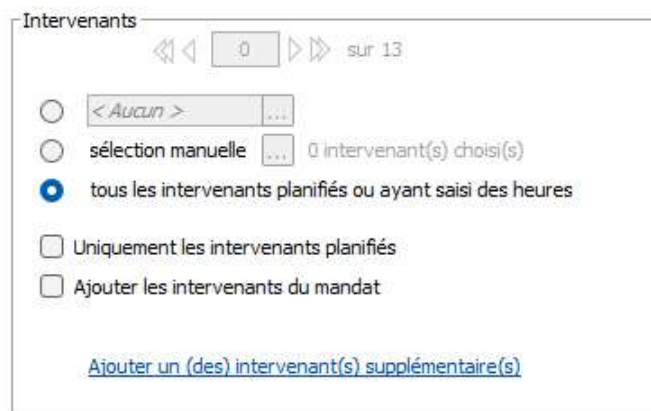 Intervenants
0 sur 13
< Aucun > ...
sélection manuelle ... 0 intervenant(s) choisi(s)
tous les intervenants planifiés ou ayant saisi des heures
Uniquement les intervenants planifiés
Ajouter les intervenants du mandat
Ajouter un (des) intervenant(s) supplémentaire(s)